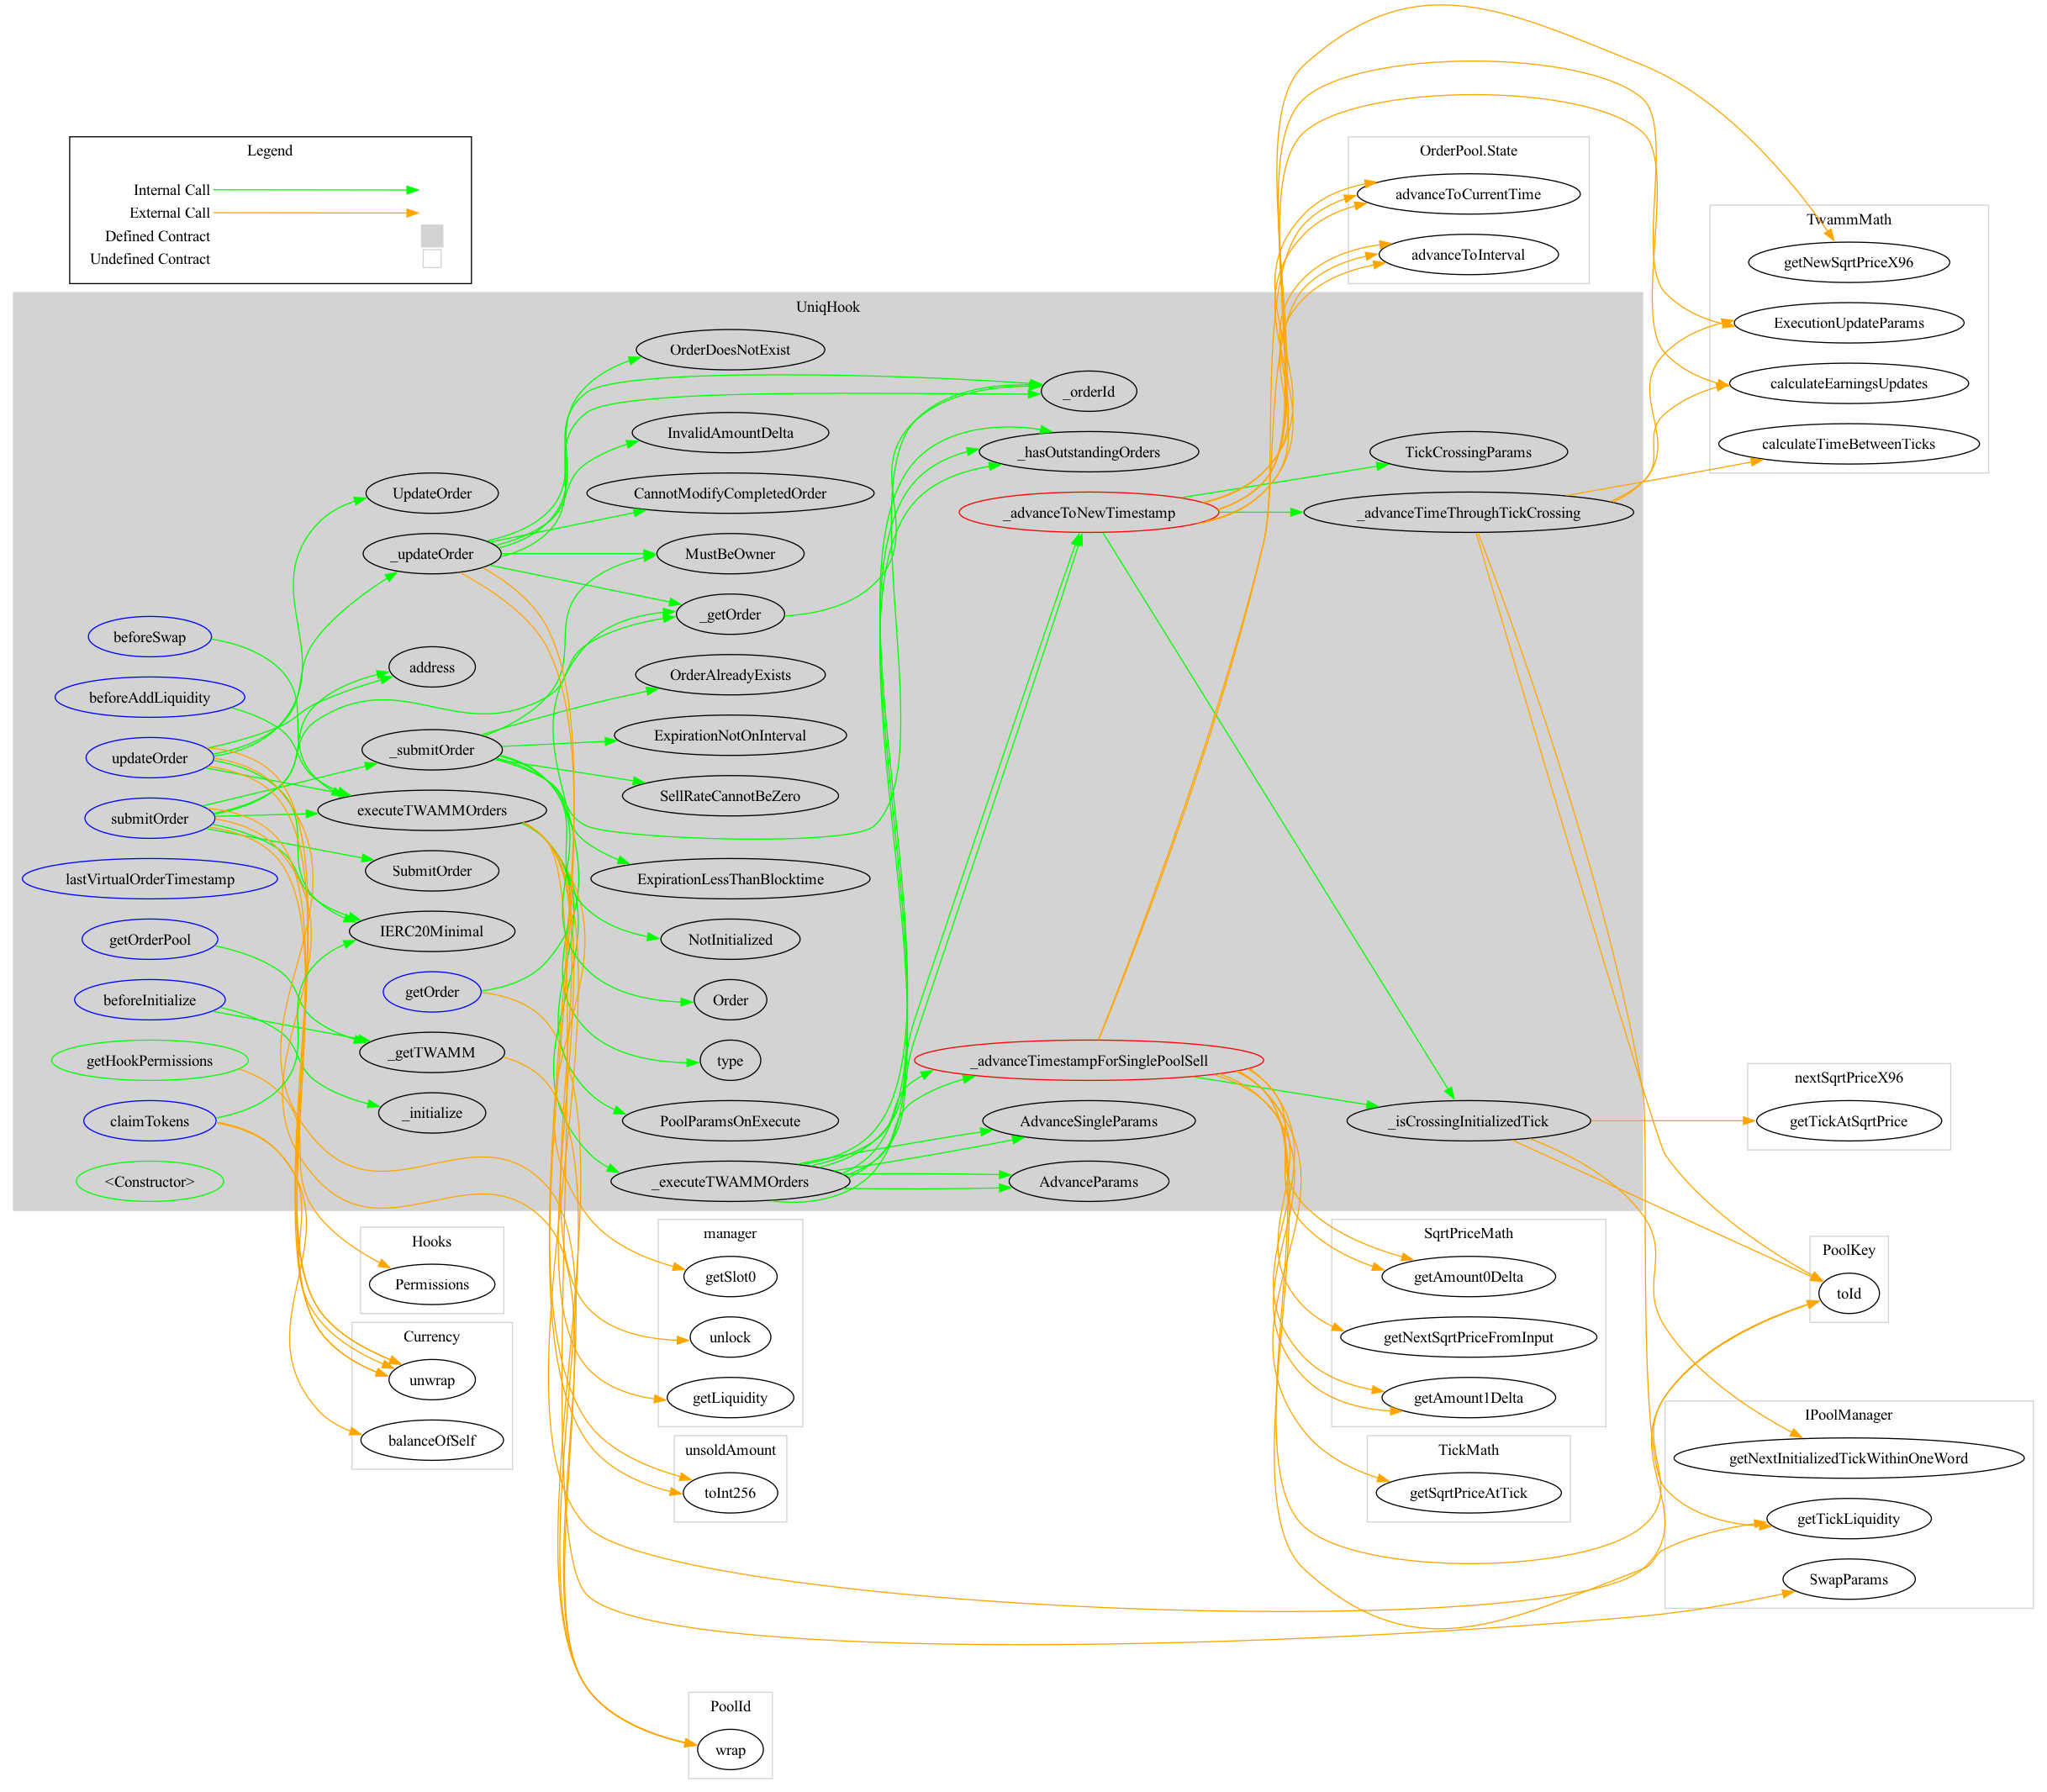 Legend
Internal Call
External Call
Defined Contract
Undefined Contract
UniqHook
beforeSwap
beforeAddLiquidity
updateOrder
submitOrder
lastVirtualOrderTimestamp
getOrderPool
beforeInitialize
getHookPermissions
claimTokens
<Constructor>
UpdateOrder
_updateOrder
address
_submitOrder
executeTWAMMOrders
SubmitOrder
IERC20Minimal
getOrder
_getTWAMM
_initialize
OrderDoesNotExist
InvalidAmountDelta
CannotModifyCompletedOrder
MustBeOwner
_getOrder
OrderAlreadyExists
ExpirationNotOnInterval
SellRateCannotBeZero
ExpirationLessThanBlocktime
NotInitialized
Order
type
PoolParamsOnExecute
_executeTWAMMOrders
_orderId
_hasOutstandingOrders
_advanceToNewTimestamp
_advanceTimestampForSinglePoolSell
AdvanceSingleParams
AdvanceParams
TickCrossingParams
_advanceTimeThroughTickCrossing
_isCrossingInitializedTick
OrderPool.State
advanceToCurrentTime
advanceToInterval
TwammMath
getNewSqrtPriceX96
ExecutionUpdateParams
calculateEarningsUpdates
calculateTimeBetweenTicks
nextSqrtPriceX96
getTickAtSqrtPrice
PoolKey
toId
IPoolManager
getNextInitializedTickWithinOneWord
getTickLiquidity
SwapParams
Hooks
Permissions
Currency
unwrap
balanceOfSelf
manager
getSlot0
unlock
getLiquidity
unsoldAmount
toInt256
SqrtPriceMath
getAmount0Delta
getNextSqrtPriceFromInput
getAmount1Delta
TickMath
getSqrtPriceAtTick
PoolId
wrap